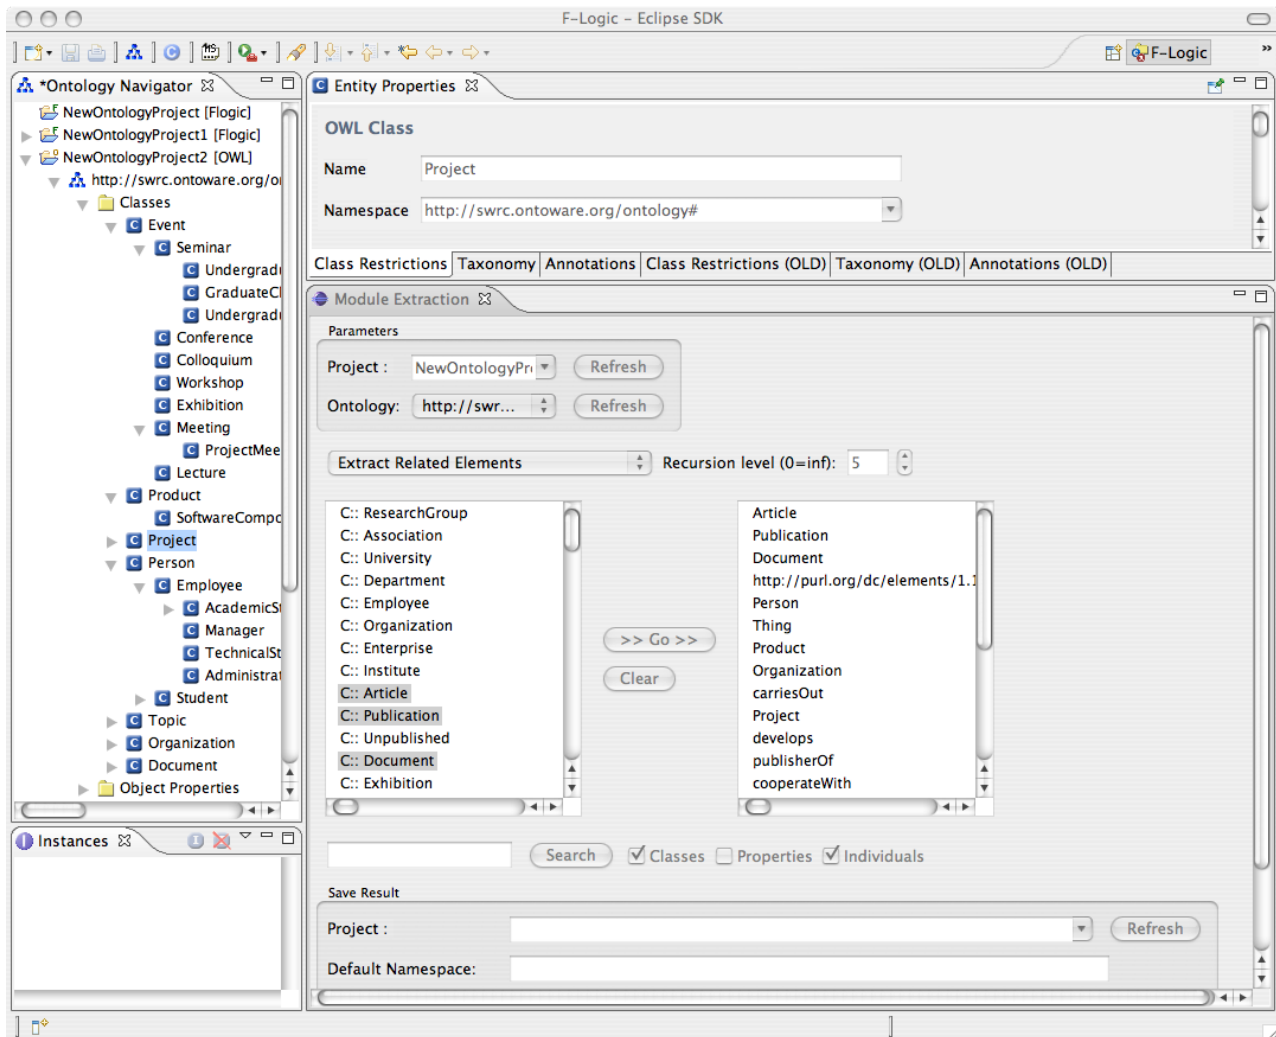 F-Logic - Eclipse SDK
F-Logic
»
*Ontology Navigator
NewOntologyProject [Flogic]
NewOntologyProject1 [Flogic]
NewOntologyProject2 [OWL]
http://swrc.ontoware.org/o
Classes
Event
Seminar
Undergrad
GraduateCl
Undergrad
Conference
Colloquium
Workshop
Exhibition
Meeting
ProjectMee
Lecture
Product
SoftwareCompo
Project
Person
Employee
AcademicSt
Manager
TechnicalSt
Administrat
Student
Topic
Organization
Document
Object Properties
Instances
Entity Properties
OWL Class
Name Project
Namespace http://swrc.ontoware.org/ontology#
Class Restrictions Taxonomy Annotations Class Restrictions (OLD) Taxonomy (OLD) Annotations (OLD)
Module Extraction
Parameters
Project : NewOntologyPr Refresh
Ontology: http://swr... Refresh
Extract Related Elements Recursion level (0=inf): 5
C:: ResearchGroup
C:: Association
C:: University
C:: Department
C:: Employee
C:: Organization
C:: Enterprise
C:: Institute
C:: Article
C:: Publication
C:: Unpublished
C:: Document
C:: Exhibition
>> Go >>
Clear
Article
Publication
Document
http://purl.org/dc/elements/1.1
Person
Thing
Product
Organization
carriesOut
Project
develops
publisherOf
cooperateWith
Search Classes Properties Individuals
Save Result
Project : Refresh
Default Namespace: